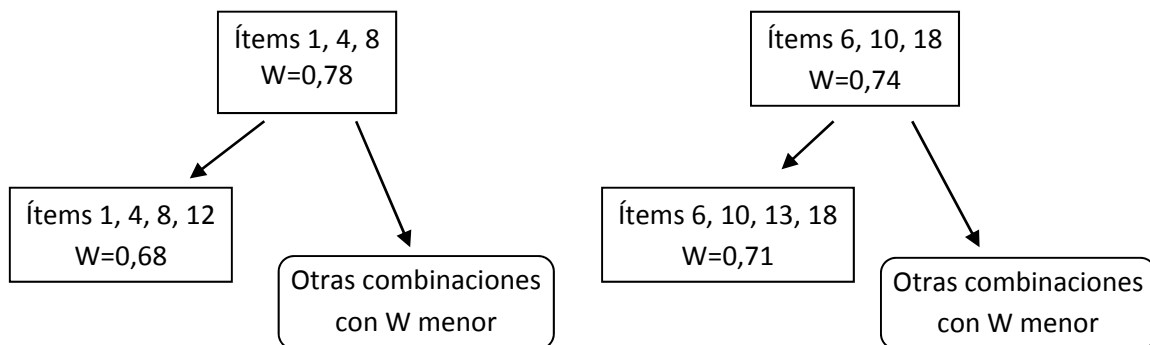 Ítems 1, 4, 8
W=0,78
Ítems 6, 10, 18
W=0,74
Ítems 1, 4, 8, 12
W=0,68
Otras combinaciones
con W menor
Ítems 6, 10, 13, 18
W=0,71
Otras combinaciones
con W menor